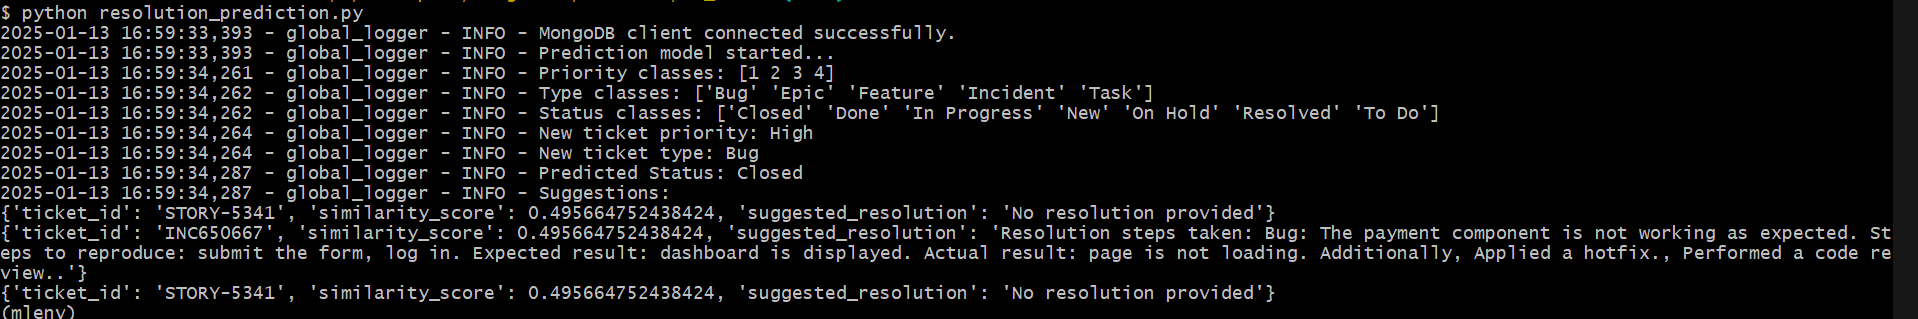 $ python resolution_prediction.py
2025-01-13 16:59:33,393 - global_logger - INFO - MongoDB client connected successfully.
2025-01-13 16:59:33,393 - global_logger - INFO - Prediction model started...
2025-01-13 16:59:34,261 - global_logger - INFO - Priority classes: [1 2 3 4]
2025-01-13 16:59:34,262 - global_logger - INFO - Type classes: ['Bug' 'Epic' 'Feature' 'Incident' 'Task']
2025-01-13 16:59:34,262 - global_logger - INFO - Status classes: ['Closed' 'Done' 'In Progress' 'New' 'On Hold' 'Resolved' 'To Do']
2025-01-13 16:59:34,264 - global_logger - INFO - New ticket priority: High
2025-01-13 16:59:34,264 - global_logger - INFO - New ticket type: Bug
2025-01-13 16:59:34,287 - global_logger - INFO - Predicted Status: Closed
2025-01-13 16:59:34,287 - global_logger - INFO - Suggestions:
{'ticket_id': 'STORY-5341', 'similarity_score': 0.495664752438424, 'suggested_resolution': 'No resolution provided'}
{'ticket_id': 'INC650667', 'similarity_score': 0.495664752438424, 'suggested_resolution': 'Resolution steps taken: Bug: The payment component is not working as expected. St
eps to reproduce: submit the form, log in. Expected result: dashboard is displayed. Actual result: page is not loading. Additionally, Applied a hotfix., Performed a code re
view..'}
{'ticket_id': 'STORY-5341', 'similarity_score': 0.495664752438424, 'suggested_resolution': 'No resolution provided'}
(mlenv)